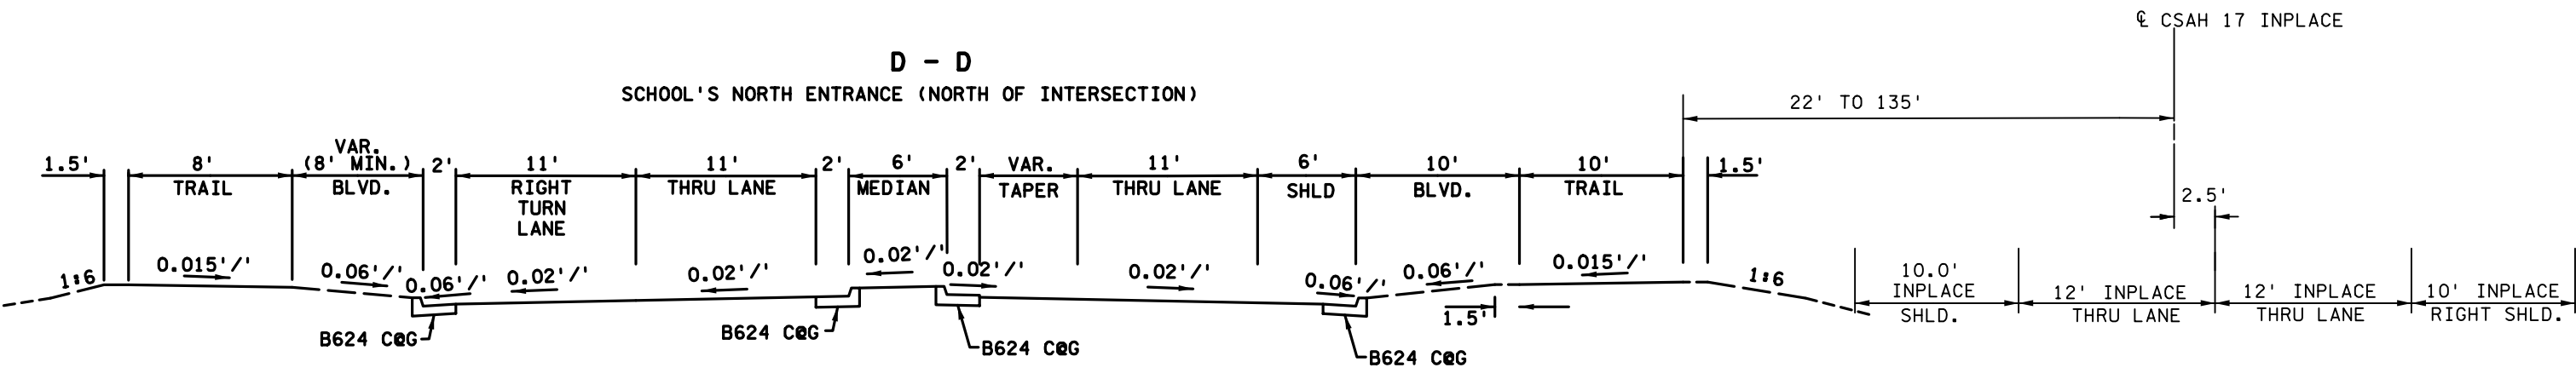 ℄ CSAH 17 INPLACE
D - D
SCHOOL'S NORTH ENTRANCE (NORTH OF INTERSECTION)
22' TO 135'
1.5'
8'
TRAIL
VAR.
(8' MIN.)
BLVD.
2'
11'
RIGHT
TURN
LANE
11'
THRU LANE
2'
6'
MEDIAN
2'
VAR.
TAPER
11'
THRU LANE
6'
SHLD
10'
BLVD.
10'
TRAIL
1.5'
2.5'
1:6
0.015'/'
0.06'/'
0.06'/'
0.02'/'
0.02'/'
0.02'/'
0.02'/'
0.02'/'
0.06'/'
0.06'/'
0.015'/'
1:6
1.5'
B624 C@G
B624 C@G
B624 C@G
B624 C@G
10.0'
INPLACE
SHLD.
12' INPLACE
THRU LANE
12' INPLACE
THRU LANE
10' INPLACE
RIGHT SHLD.